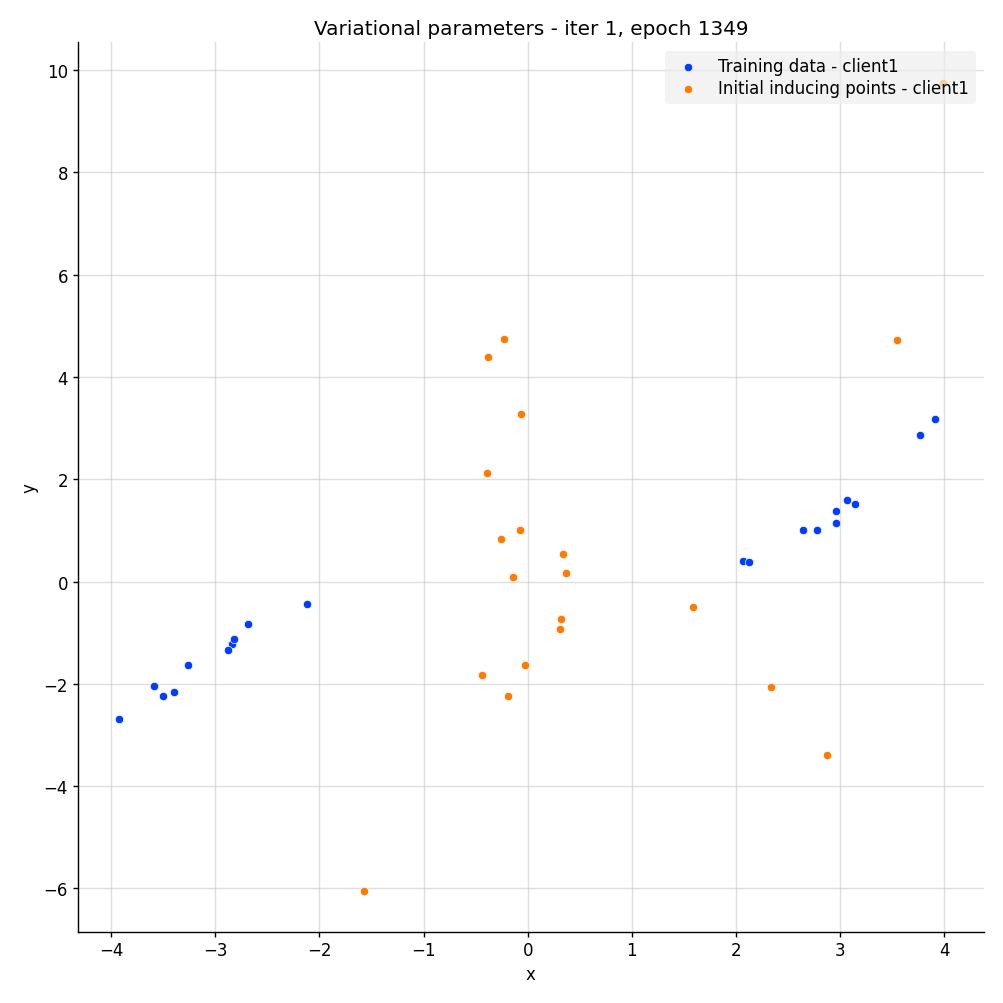 Variational parameters - iter 1, epoch 1349
Training data - client1
Initial inducing points - client1
10
8
6
4
2
0
−2
−4
−6
y
−4 −3 −2 −1 0 1 2 3 4
x